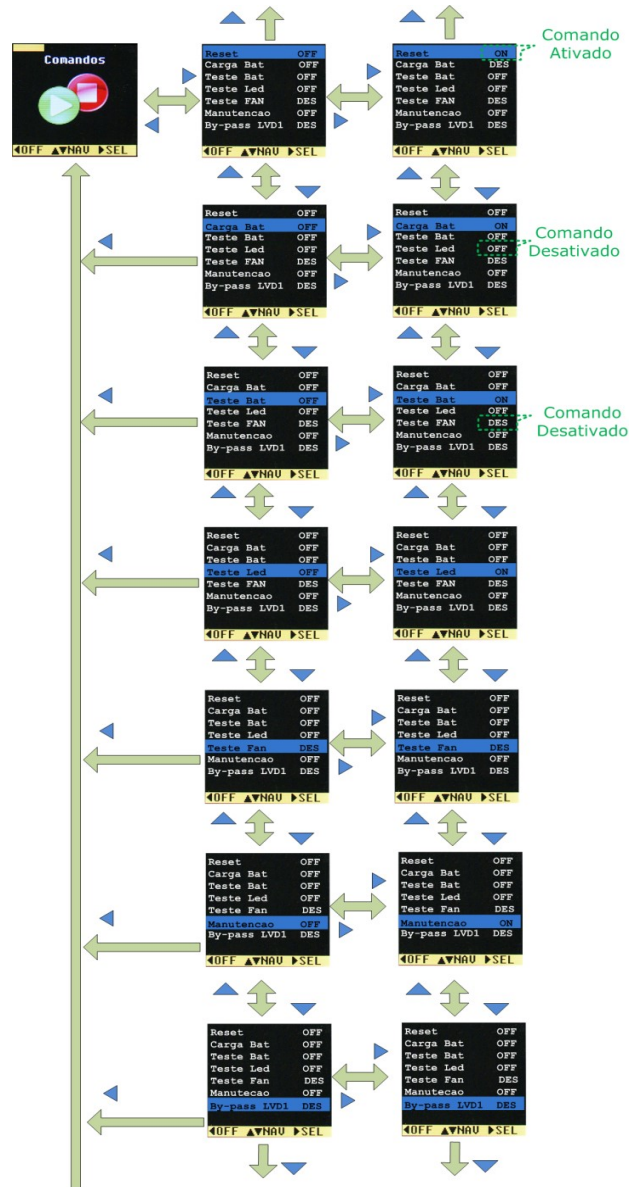 Comandos
◀OFF ▲▼NAV ▶SEL
Reset OFF
Carga Bat OFF
Teste Bat OFF
Teste Led OFF
Teste FAN DES
Manutencao OFF
By-pass LVD1 DES
◀OFF ▲▼NAV ▶SEL
Reset ON
Carga Bat DES
Teste Bat OFF
Teste Led OFF
Teste FAN DES
Manutencao OFF
By-pass LVD1 DES
◀OFF ▲▼NAV ▶SEL
Comando
Ativado
Reset OFF
Carga Bat OFF
Teste Bat OFF
Teste Led OFF
Teste FAN DES
Manutencao OFF
By-pass LVD1 DES
◀OFF ▲▼NAV ▶SEL
Reset OFF
Carga Bat ON
Teste Bat OFF
Teste Led OFF
Teste FAN DES
Manutencao OFF
By-pass LVD1 DES
◀OFF ▲▼NAV ▶SEL
Comando
Desativado
Reset OFF
Carga Bat OFF
Teste Bat OFF
Teste Led OFF
Teste FAN DES
Manutencao OFF
By-pass LVD1 DES
◀OFF ▲▼NAV ▶SEL
Reset OFF
Carga Bat OFF
Teste Bat ON
Teste Led OFF
Teste FAN DES
Manutencao OFF
By-pass LVD1 DES
◀OFF ▲▼NAV ▶SEL
Comando
Desativado
Reset OFF
Carga Bat OFF
Teste Bat OFF
Teste Led OFF
Teste FAN DES
Manutencao OFF
By-pass LVD1 DES
◀OFF ▲▼NAV ▶SEL
Reset OFF
Carga Bat OFF
Teste Bat OFF
Teste Led ON
Teste FAN DES
Manutencao OFF
By-pass LVD1 DES
◀OFF ▲▼NAV ▶SEL
Reset OFF
Carga Bat OFF
Teste Bat OFF
Teste Led OFF
Teste Fan DES
Manutencao OFF
By-pass LVD1 DES
◀OFF ▲▼NAV ▶SEL
Reset OFF
Carga Bat OFF
Teste Bat OFF
Teste Led OFF
Teste Fan DES
Manutencao OFF
By-pass LVD1 DES
◀OFF ▲▼NAV ▶SEL
Reset OFF
Carga Bat OFF
Teste Bat OFF
Teste Led OFF
Teste Fan DES
Manutencao OFF
By-pass LVD1 DES
◀OFF ▲▼NAV ▶SEL
Reset OFF
Carga Bat OFF
Teste Bat OFF
Teste Led OFF
Teste Fan DES
Manutencao ON
By-pass LVD1 DES
◀OFF ▲▼NAV ▶SEL
Reset OFF
Carga Bat OFF
Teste Bat OFF
Teste Led OFF
Teste Fan DES
Manutecao OFF
By-pass LVD1 DES
◀OFF ▲▼NAV ▶SEL
Reset OFF
Carga Bat OFF
Teste Bat OFF
Teste Led OFF
Teste Fan DES
Manutecao OFF
By-pass LVD1 DES
◀OFF ▲▼NAV ▶SEL